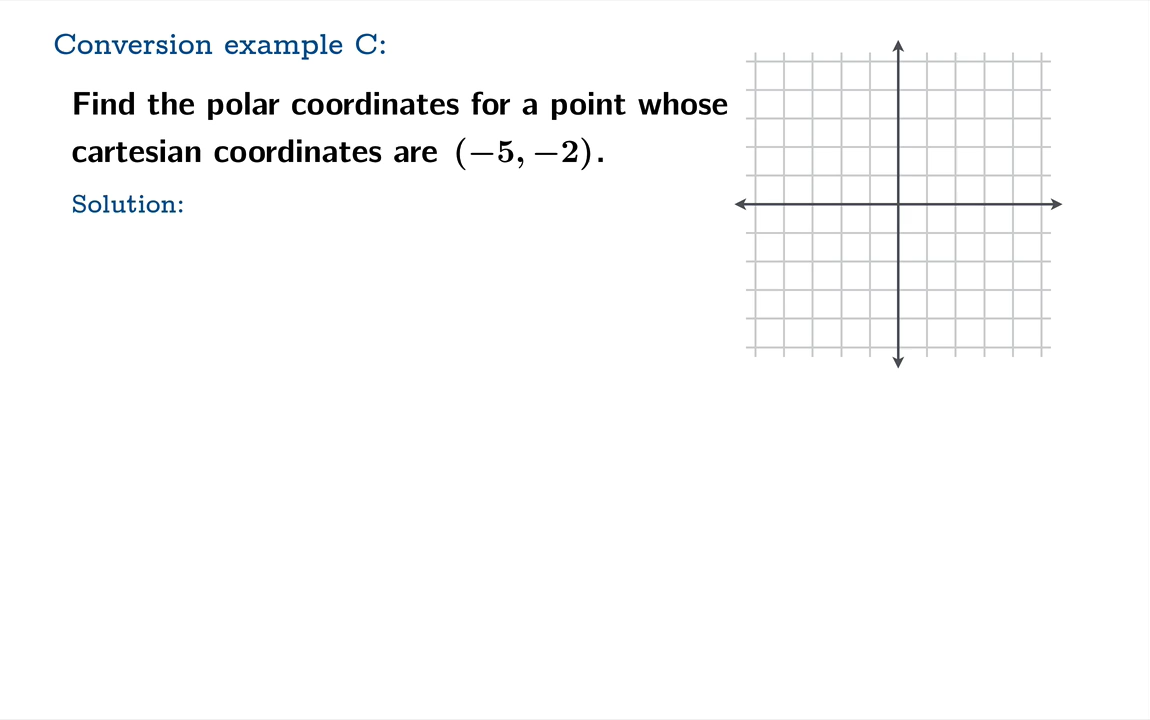 Conversion example C:
Find the polar coordinates for a point whose
cartesian coordinates are (−5, −2).
Solution: